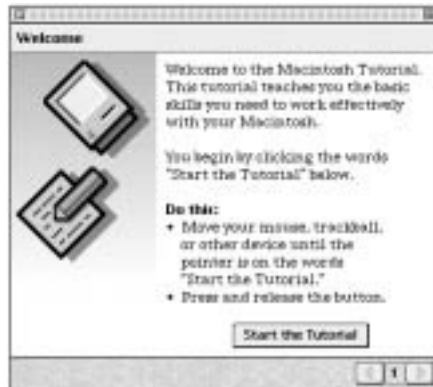 Welcome
Welcome to the Macintosh Tutorial.
This tutorial teaches you the basic
skills you need to work effectively
with your Macintosh.
You begin by clicking the words
"Start the Tutorial" below.
Do this:
• Move your mouse, trackball,
or other device until the
pointer is on the words
"Start the Tutorial."
• Press and release the button.
Start the Tutorial
1